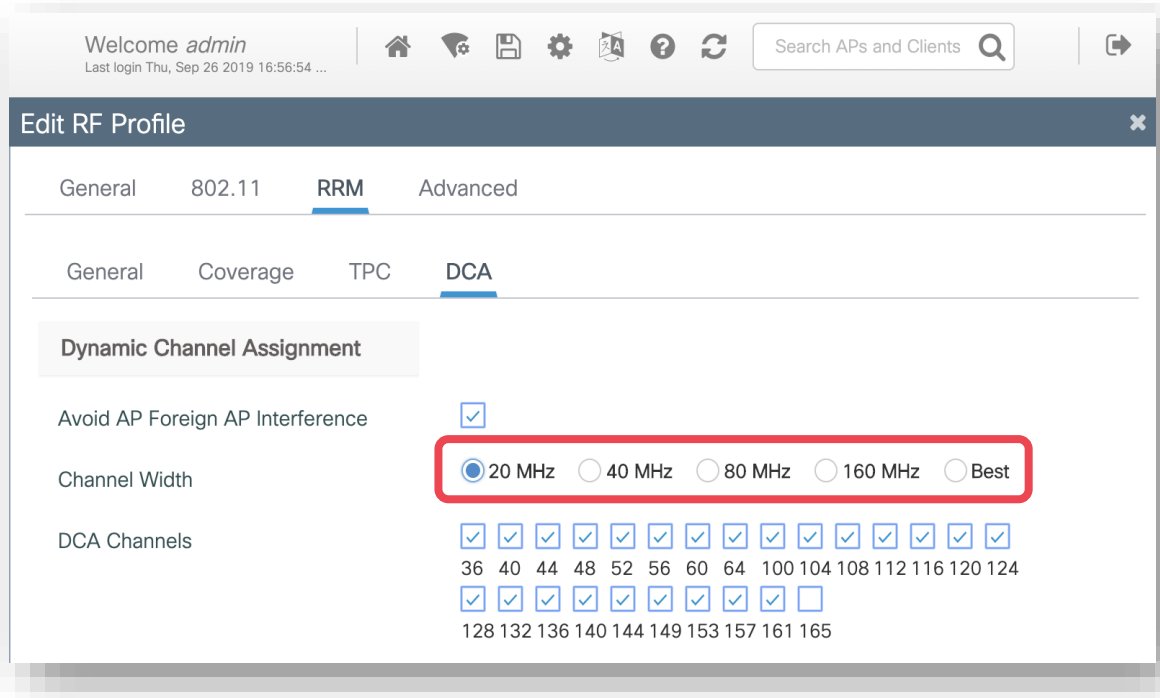 Welcome admin
Last login Thu, Sep 26 2019 16:56:54 ...
Search APs and Clients
Edit RF Profile
General 802.11 RRM Advanced
General Coverage TPC DCA
Dynamic Channel Assignment
Avoid AP Foreign AP Interference
Channel Width 20 MHz 40 MHz 80 MHz 160 MHz Best
DCA Channels
36 40 44 48 52 56 60 64 100 104 108 112 116 120 124
128 132 136 140 144 149 153 157 161 165